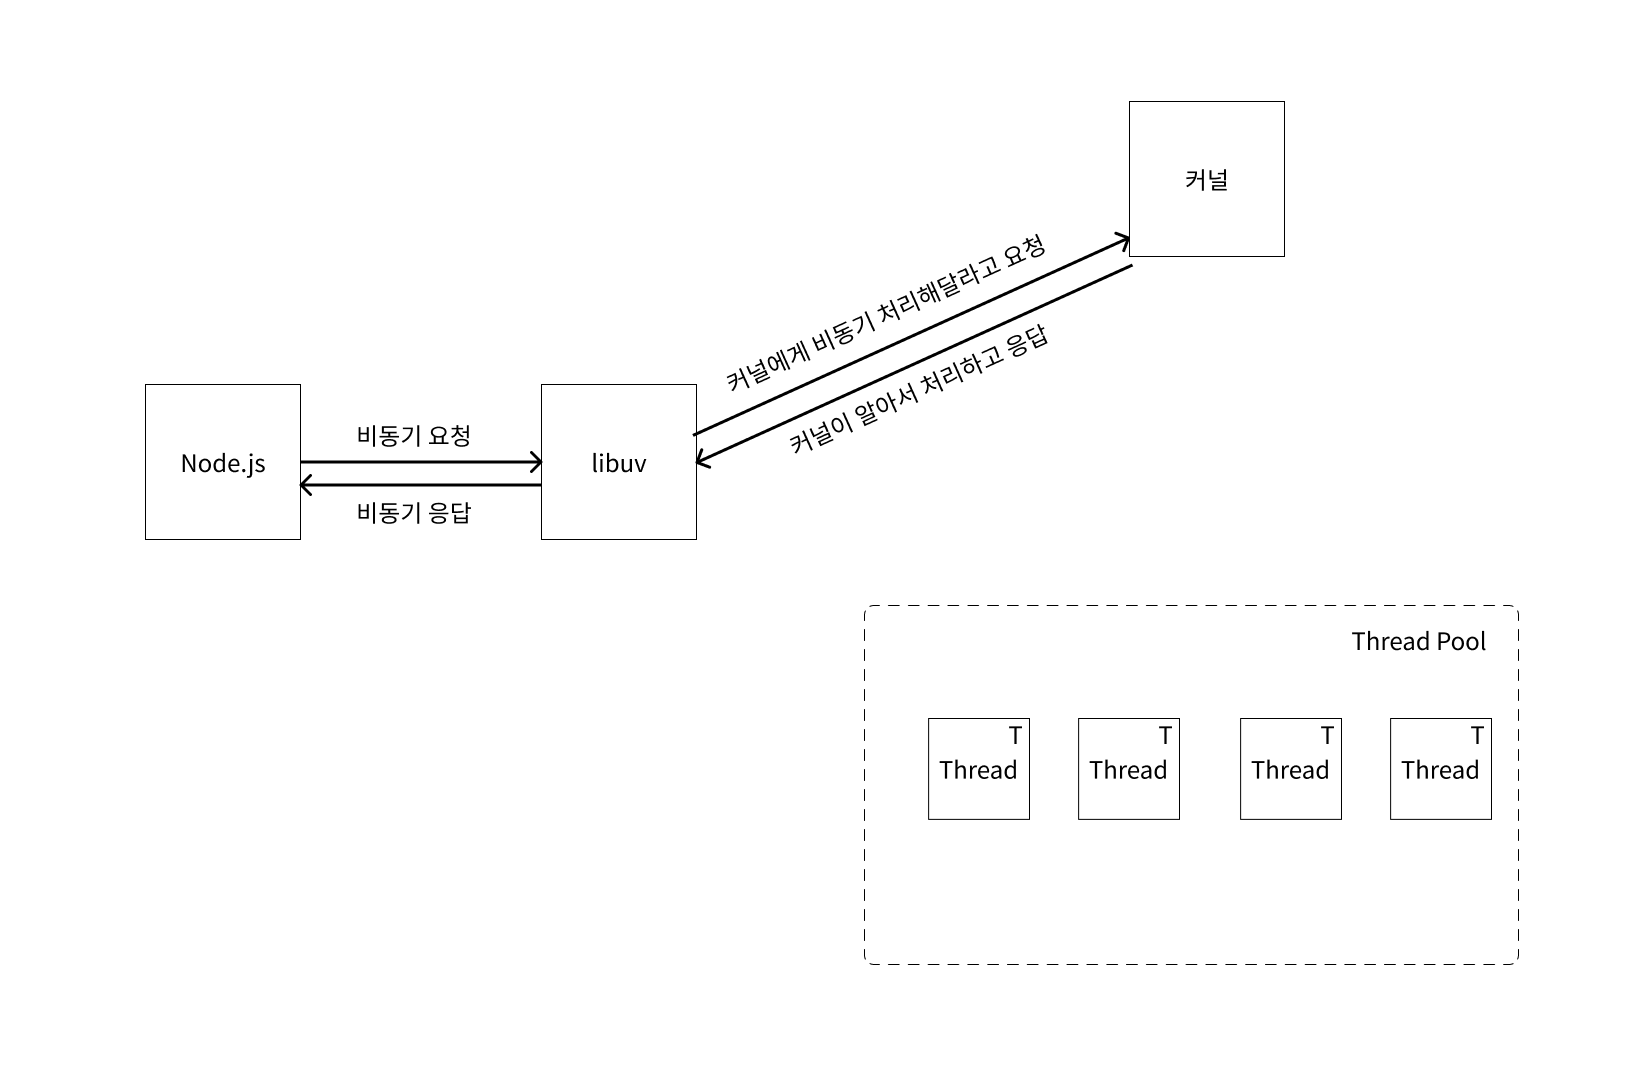 커널
커널에게 비동기 처리해달라고 요청
커널이 알아서 처리하고 응답
Node.js
비동기 요청
비동기 응답
libuv
Thread Pool
T
Thread
T
Thread
T
Thread
T
Thread